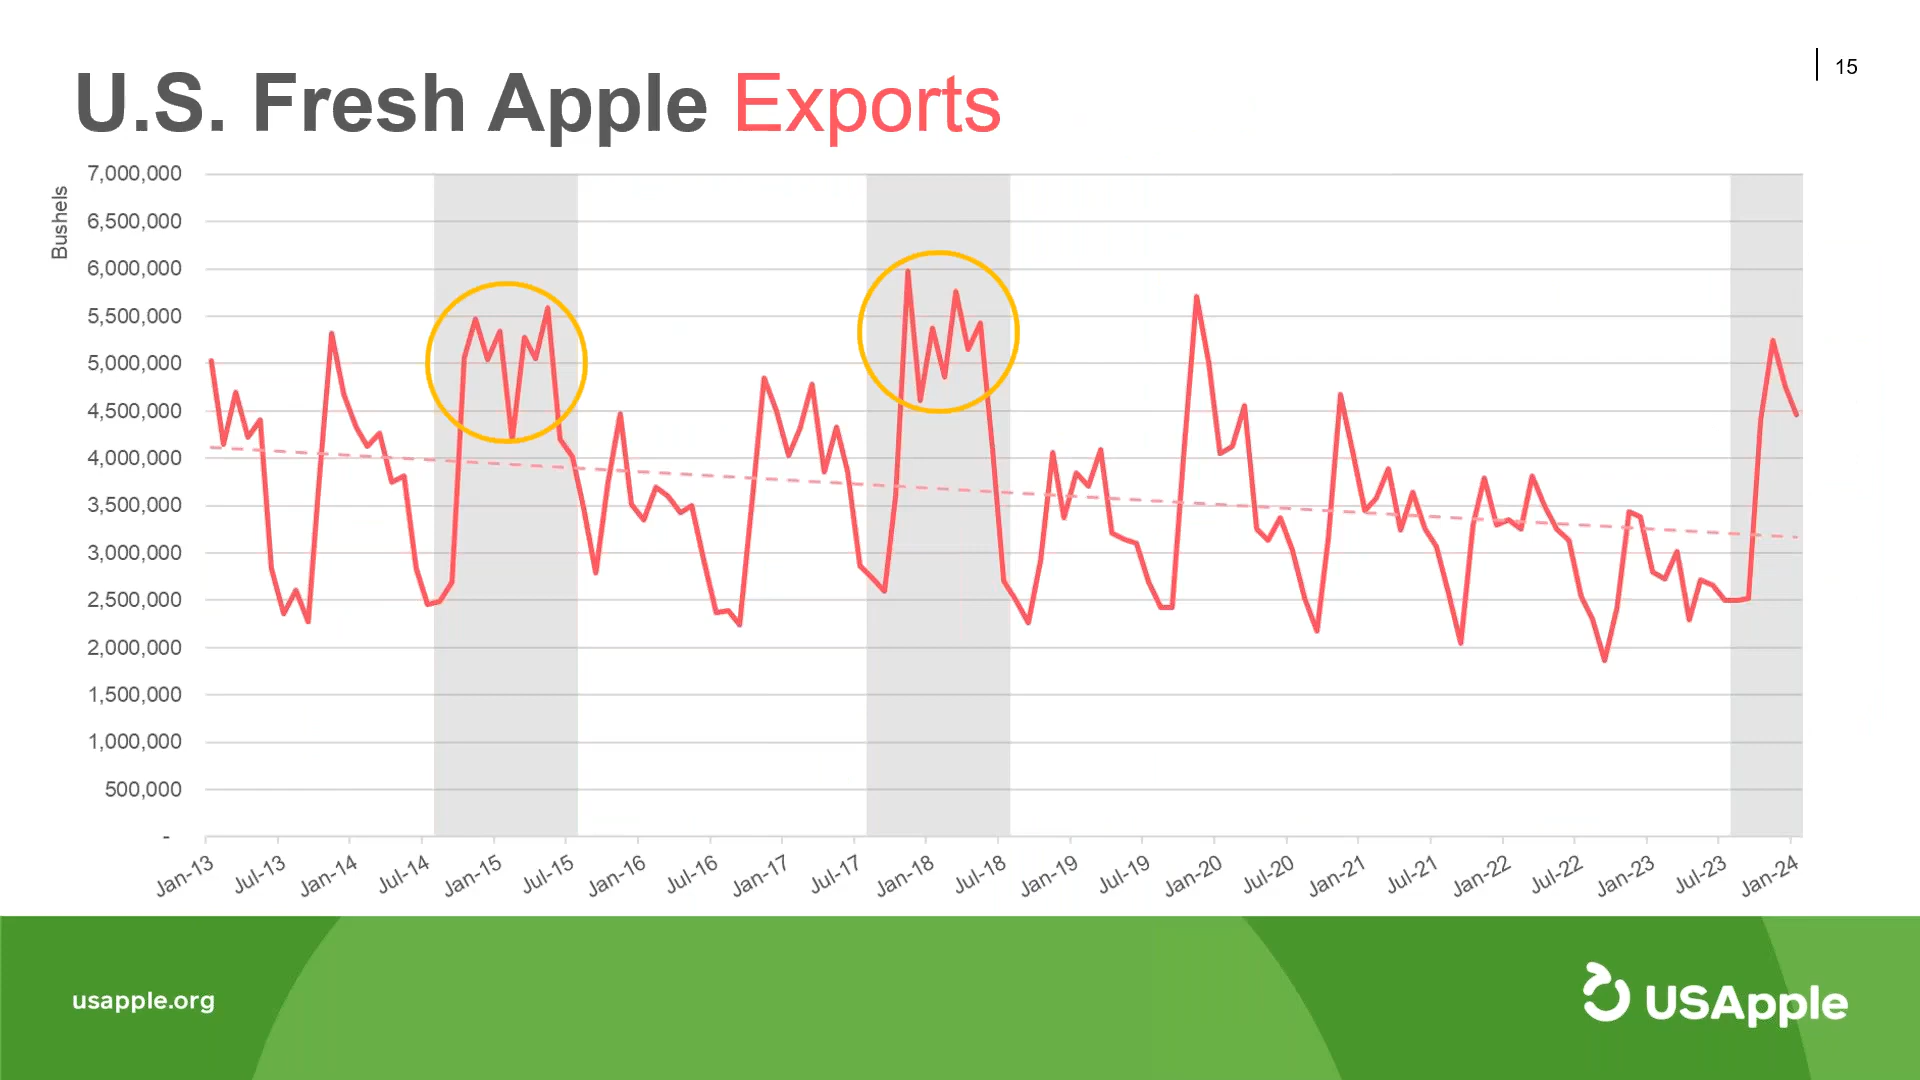 15
U.S. Fresh Apple Exports
Bushels
7,000,000
6,500,000
6,000,000
5,500,000
5,000,000
4,500,000
4,000,000
3,500,000
3,000,000
2,500,000
2,000,000
1,500,000
1,000,000
500,000
-
Jan-13
Jul-13
Jan-14
Jul-14
Jan-15
Jul-15
Jan-16
Jul-16
Jan-17
Jul-17
Jan-18
Jul-18
Jan-19
Jul-19
Jan-20
Jul-20
Jan-21
Jul-21
Jan-22
Jul-22
Jan-23
Jul-23
Jan-24
usapple.org
USApple